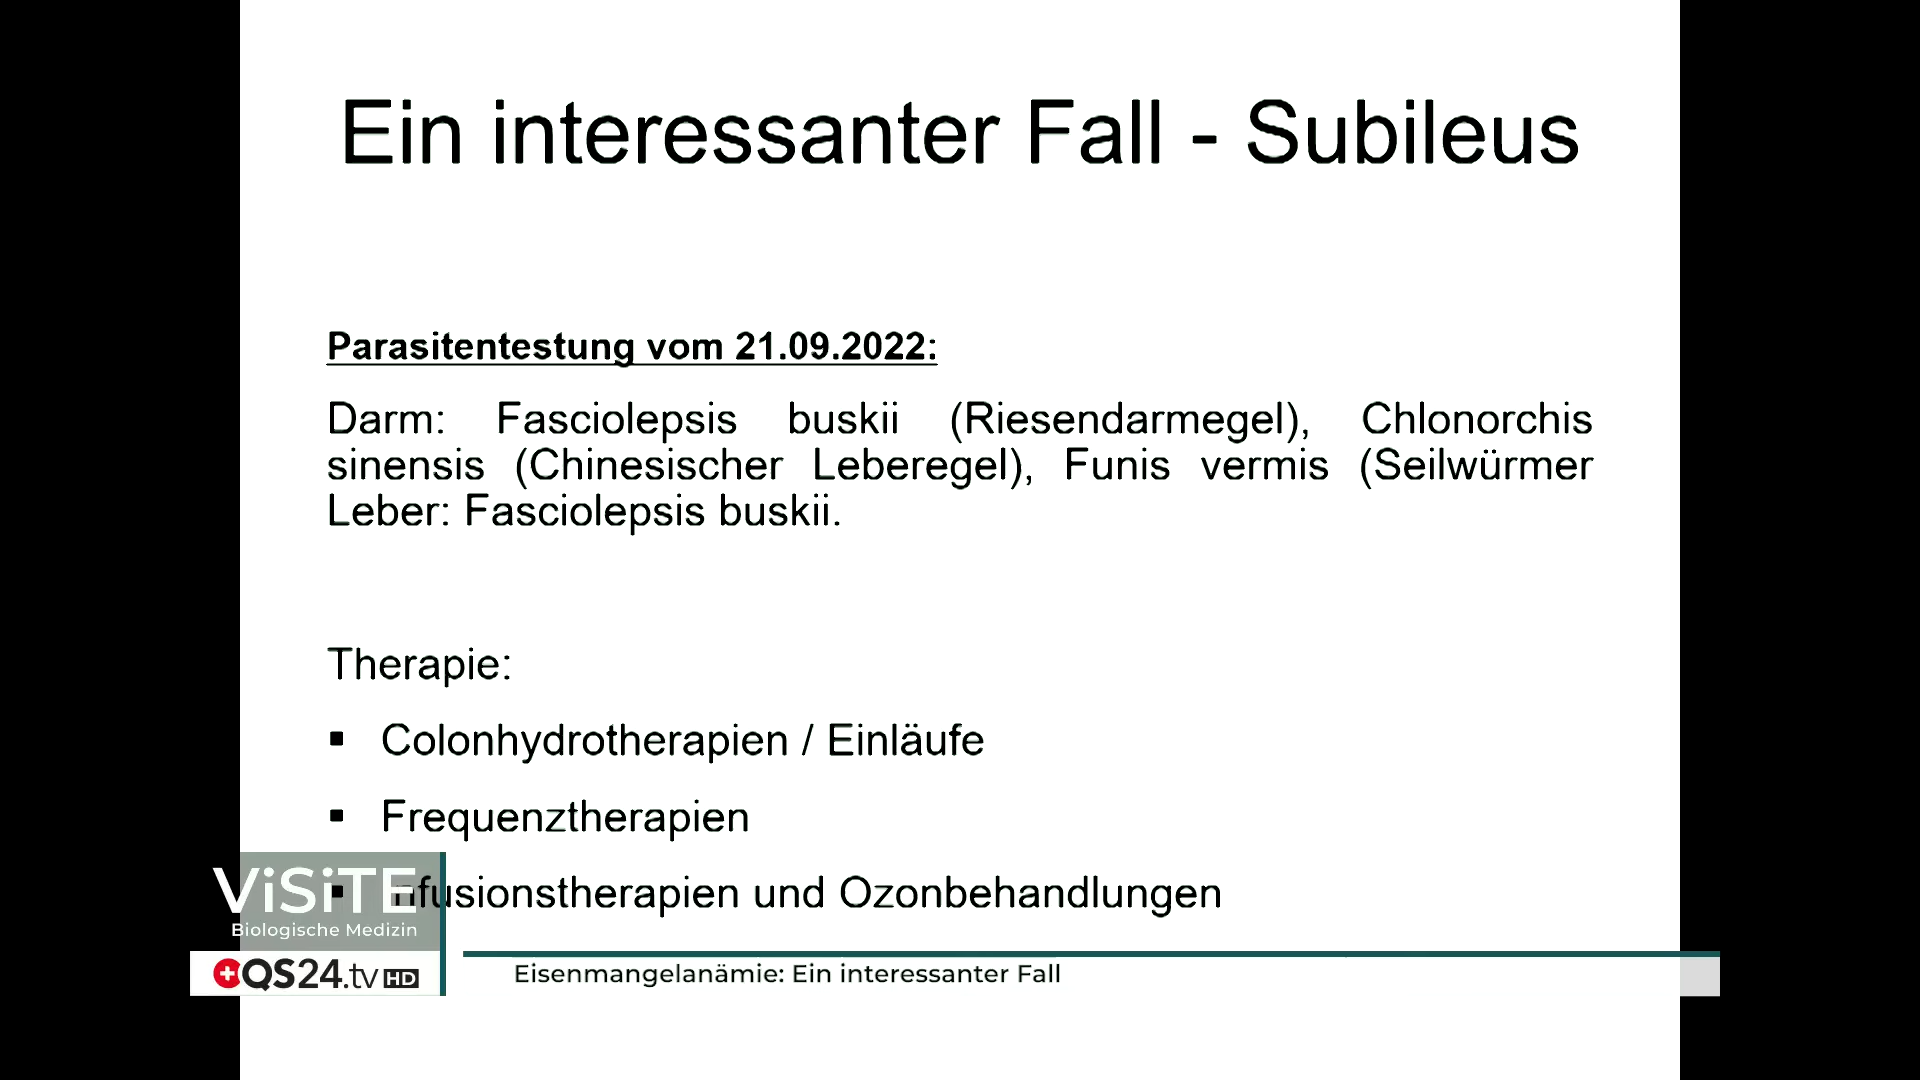 Ein interessanter Fall - Subileus
Parasitentestung vom 21.09.2022:
Darm: Fasciolepsis buskii (Riesendarmegel), Chlonorchis
sinensis (Chinesischer Leberegel), Funis vermis (Seilwürmer
Leber: Fasciolepsis buskii.
Therapie:
▪ Colonhydrotherapien / Einläufe
▪ Frequenztherapien
▪ Infusionstherapien und Ozonbehandlungen
ViSiTE
Biologische Medizin
QS24.tv HD
Eisenmangelanämie: Ein interessanter Fall